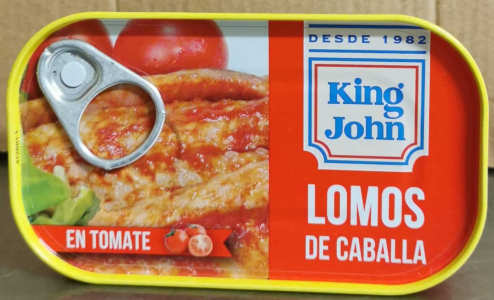 DESDE 1982
King
John
LOMOS
DE CABALLA
EN TOMATE